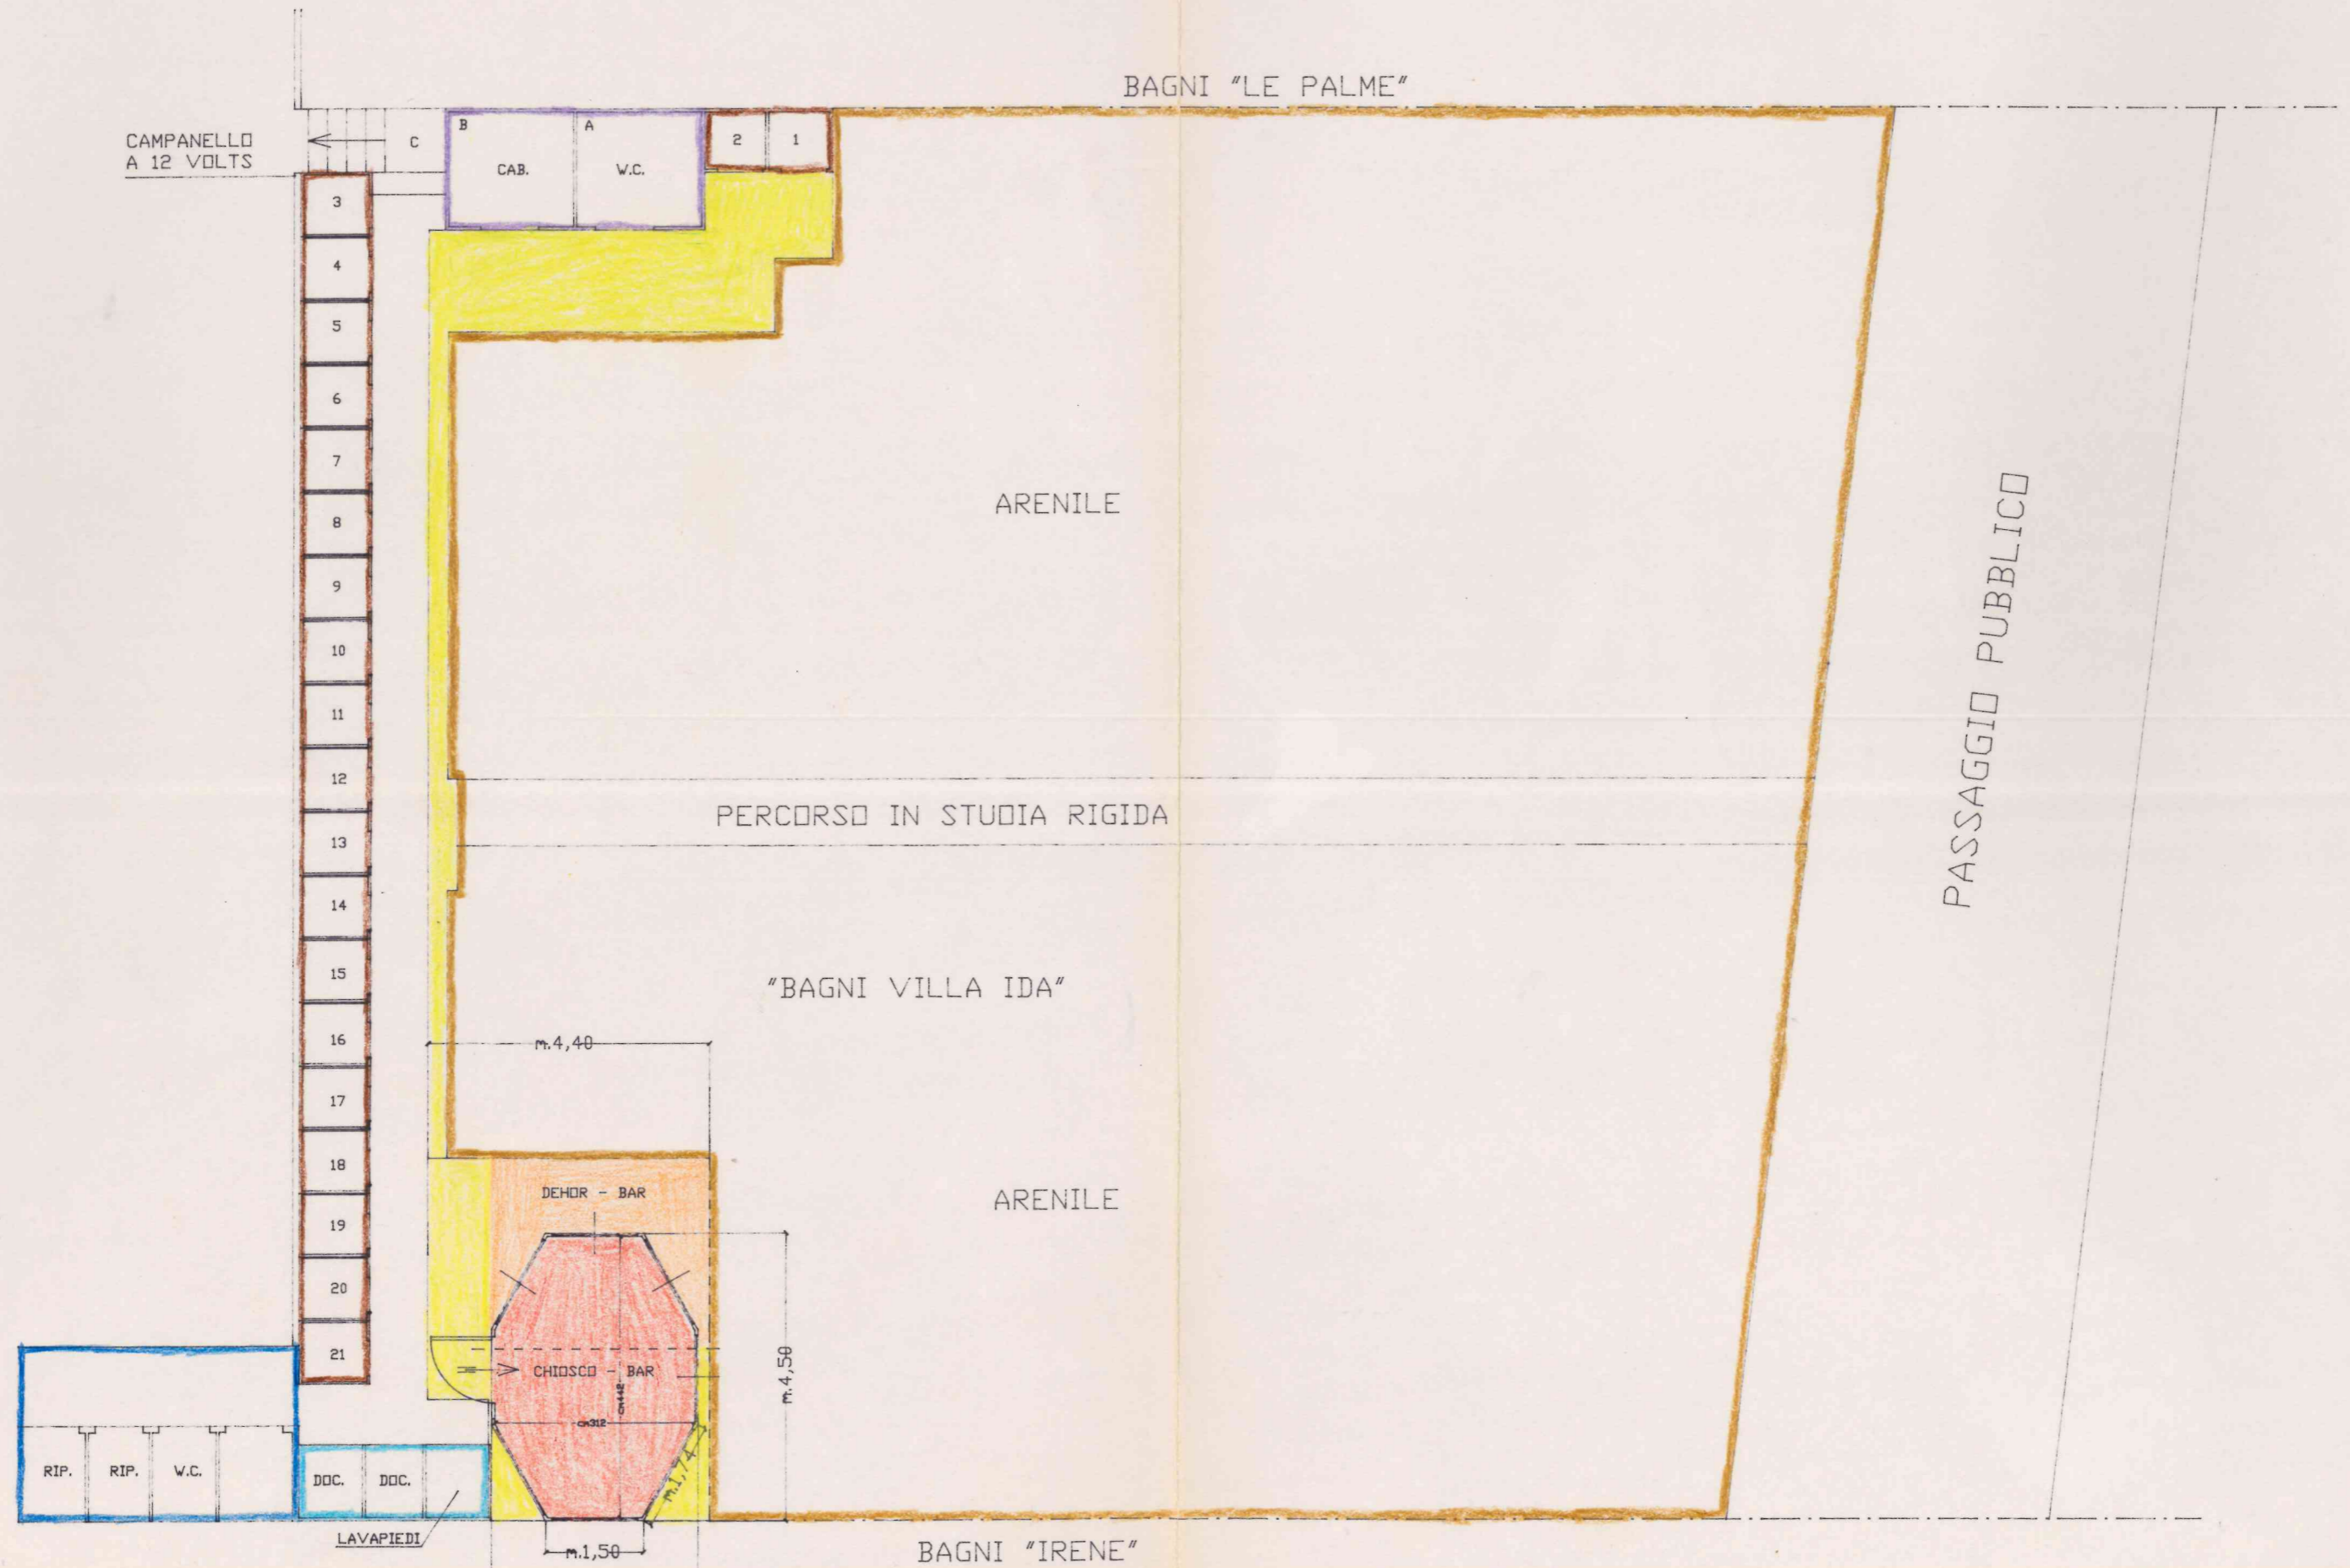 BAGNI "LE PALME"
CAMPANELLO
A 12 VOLTS
C
B
CAB.
A
W.C.
2
1
3
4
5
6
7
8
9
10
11
12
13
14
15
16
17
18
19
20
21
ARENILE
PASSAGGIO PUBBLICO
PERCORSO IN STUOIA RIGIDA
"BAGNI VILLA IDA"
m.4,40
DEHOR - BAR
ARENILE
CHIOSCO - BAR
cm442
cm312
m.4,50
m.1,74
RIP.
RIP.
W.C.
DOC.
DOC.
LAVAPIEDI
m.1,50
BAGNI "IRENE"